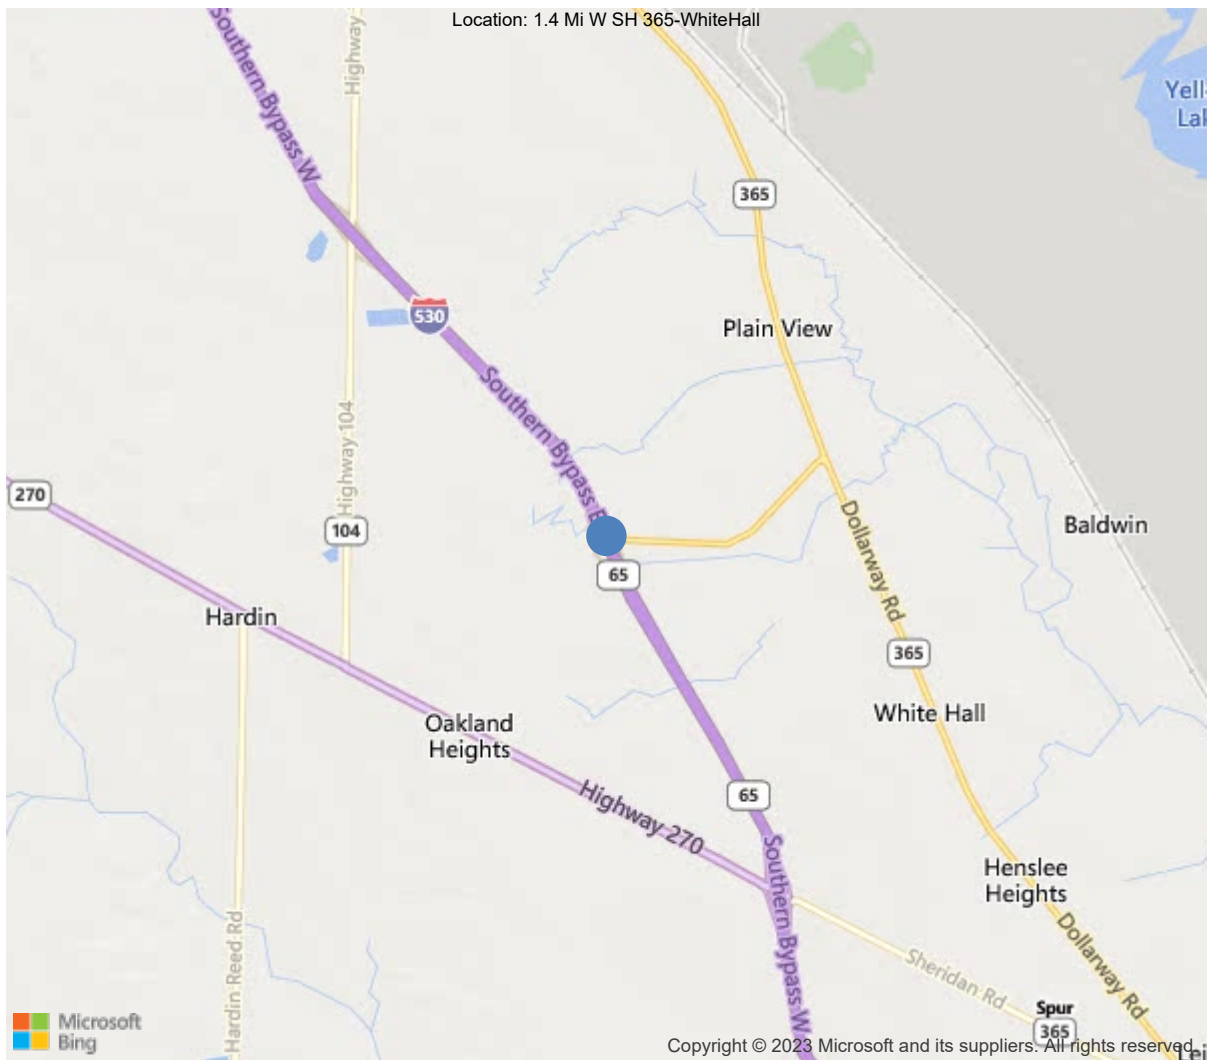 Location: 1.4 Mi W SH 365-WhiteHall
Southern Bypass W
Highway
Yell
Lak
365
530
Plain View
Southern Bypass E
Highway 104
270
104
Baldwin
65
Dollarway Rd
Hardin
365
White Hall
Oakland
Heights
65
Highway 270
Southern Bypass W
Henslee
Heights
Dollarway Rd
Hardin Reed Rd
Sheridan Rd
Spur
365
Microsoft
Bing
Copyright © 2023 Microsoft and its suppliers. All rights reserved.
Lei